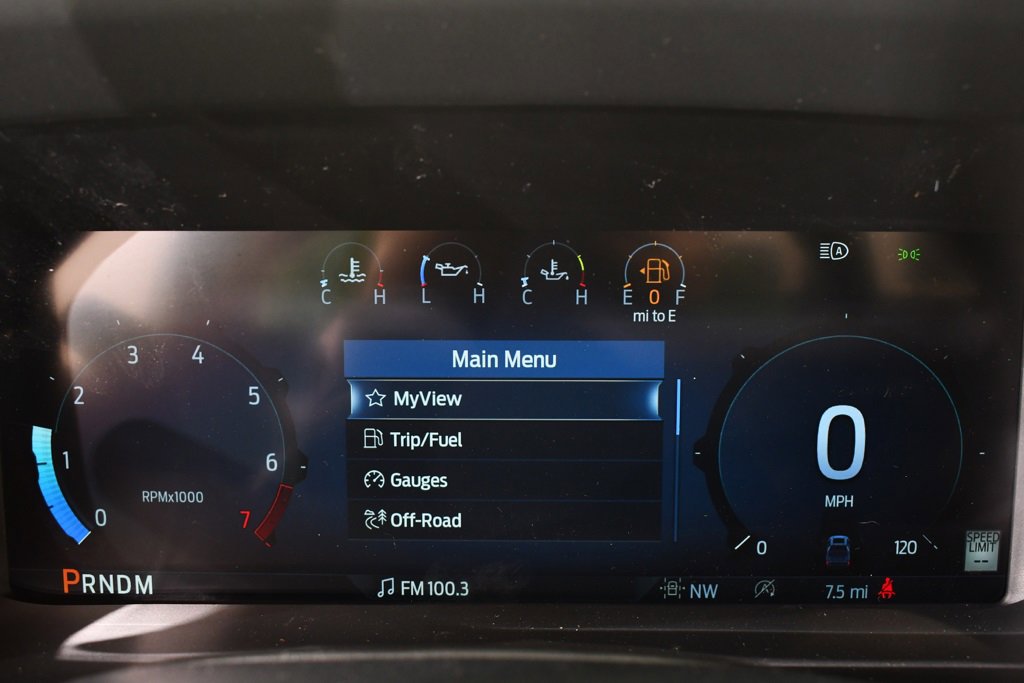 A
C H
L H
C H
E 0 F
mi to E
0 1 2 3 4 5 6 7
RPMx1000
Main Menu
MyView
Trip/Fuel
Gauges
Off-Road
0
MPH
0 120
SPEED
LIMIT
--
PRNDM
FM 100.3
NW
7.5 mi